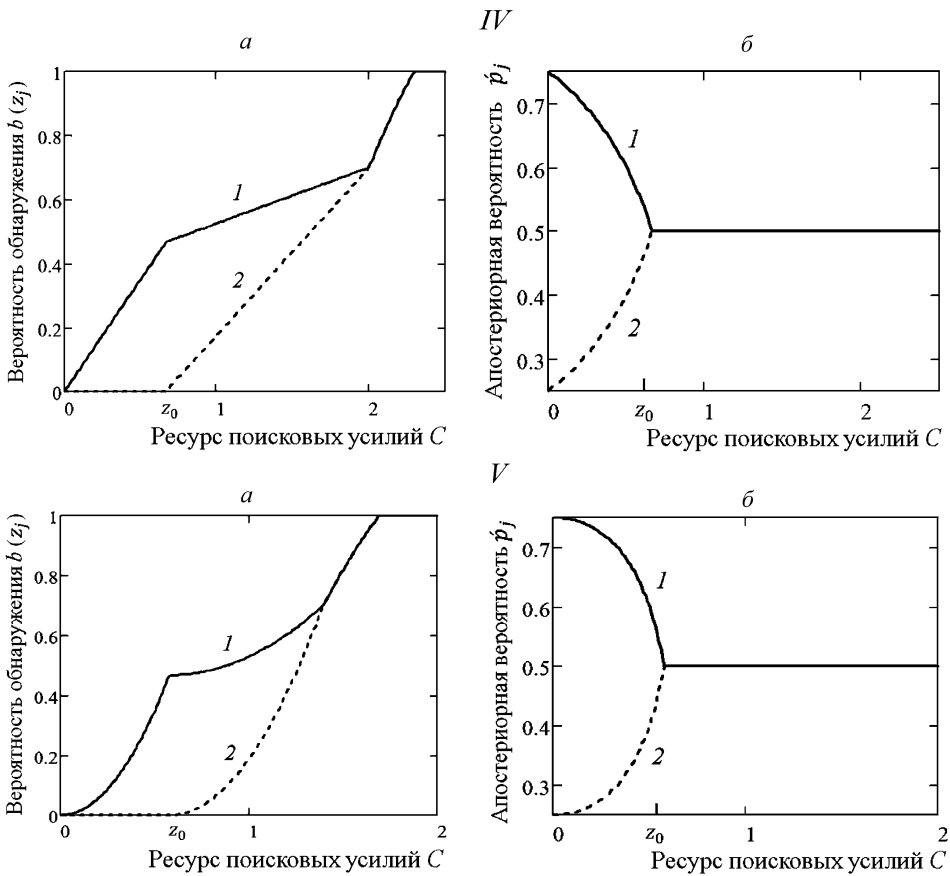 IV
а
б
Вероятность обнаружения b (zj)
1
0.8
0.6
0.4
0.2
0
1
2
0
z0
1
2
Ресурс поисковых усилий C
Апостериорная вероятность ṕj
0.7
0.6
0.5
0.4
0.3
1
2
0
z0
1
2
Ресурс поисковых усилий C
V
а
б
Вероятность обнаружения b (zj)
1
0.8
0.6
0.4
0.2
0
1
2
0
z0
1
2
Ресурс поисковых усилий C
Апостериорная вероятность ṕj
0.7
0.6
0.5
0.4
0.3
1
2
0
z0
1
2
Ресурс поисковых усилий C